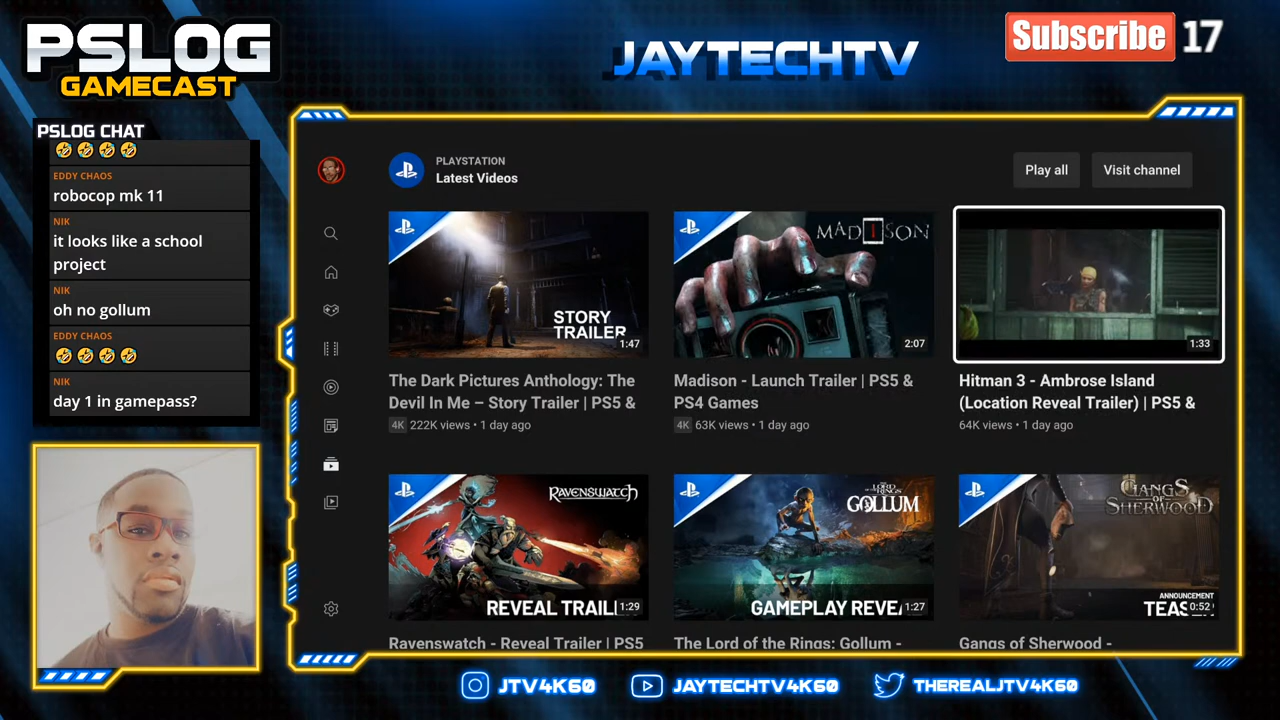 PSLOG
GAMECAST
JAYTECHTV
Subscribe 17
PSLOG CHAT
EDDY CHAOS
robocop mk 11
NIK
it looks like a school
project
NIK
oh no gollum
EDDY CHAOS
NIK
day 1 in gamepass?
PLAYSTATION
Latest Videos
Play all
Visit channel
STORY
TRAILER
1:47
MADISON
2:07
1:33
The Dark Pictures Anthology: The
Devil In Me – Story Trailer | PS5 &
4K 222K views • 1 day ago
Madison - Launch Trailer | PS5 &
PS4 Games
4K 63K views • 1 day ago
Hitman 3 - Ambrose Island
(Location Reveal Trailer) | PS5 &
64K views • 1 day ago
RAVENSWATCH
REVEAL TRAIL
1:29
THE LORD OF THE RINGS
GOLLUM
GAMEPLAY REVE
1:27
GANGS
OF
SHERWOOD
ANNOUNCEMENT
TEAS
0:52
Ravenswatch - Reveal Trailer | PS5
The Lord of the Rings: Gollum -
Gangs of Sherwood -
JTV4K60
JAYTECHTV4K60
THEREALJTV4K60